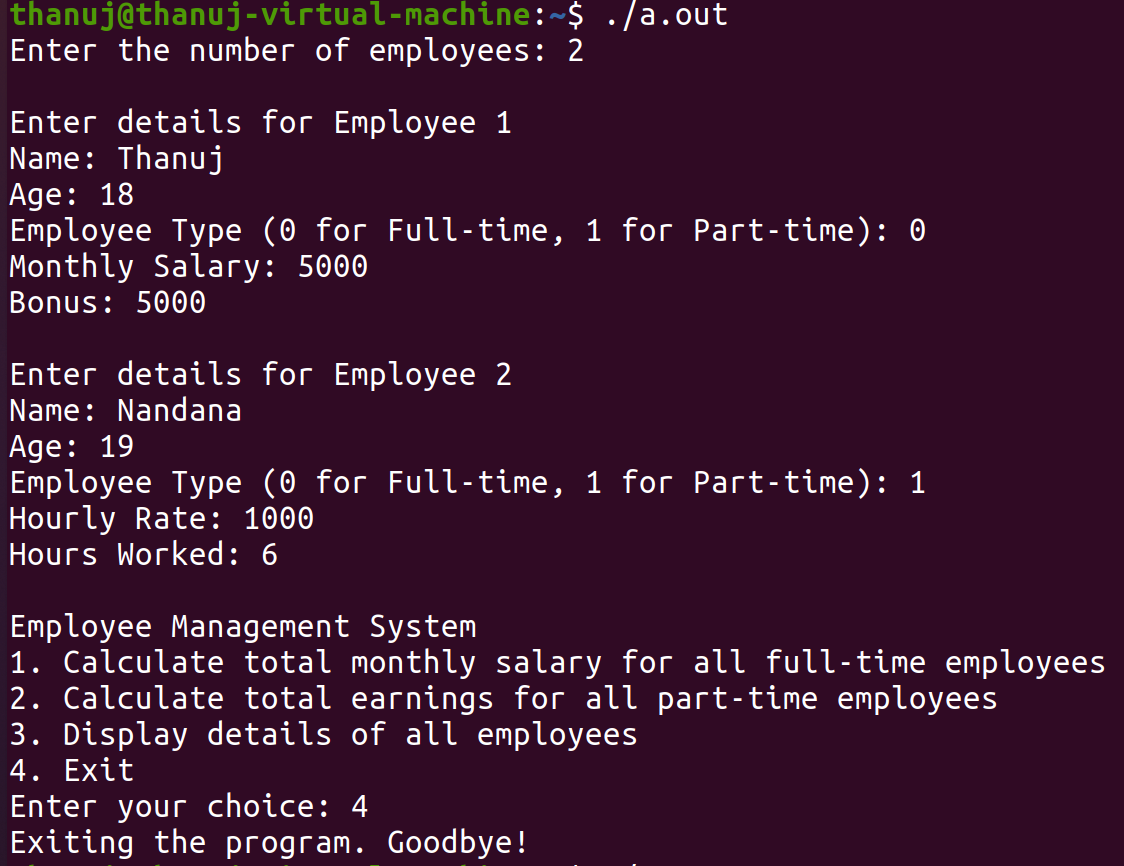 thanuj@thanuj-virtual-machine:~$ ./a.out
Enter the number of employees: 2
Enter details for Employee 1
Name: Thanuj
Age: 18
Employee Type (0 for Full-time, 1 for Part-time): 0
Monthly Salary: 5000
Bonus: 5000
Enter details for Employee 2
Name: Nandana
Age: 19
Employee Type (0 for Full-time, 1 for Part-time): 1
Hourly Rate: 1000
Hours Worked: 6
Employee Management System
1. Calculate total monthly salary for all full-time employees
2. Calculate total earnings for all part-time employees
3. Display details of all employees
4. Exit
Enter your choice: 4
Exiting the program. Goodbye!